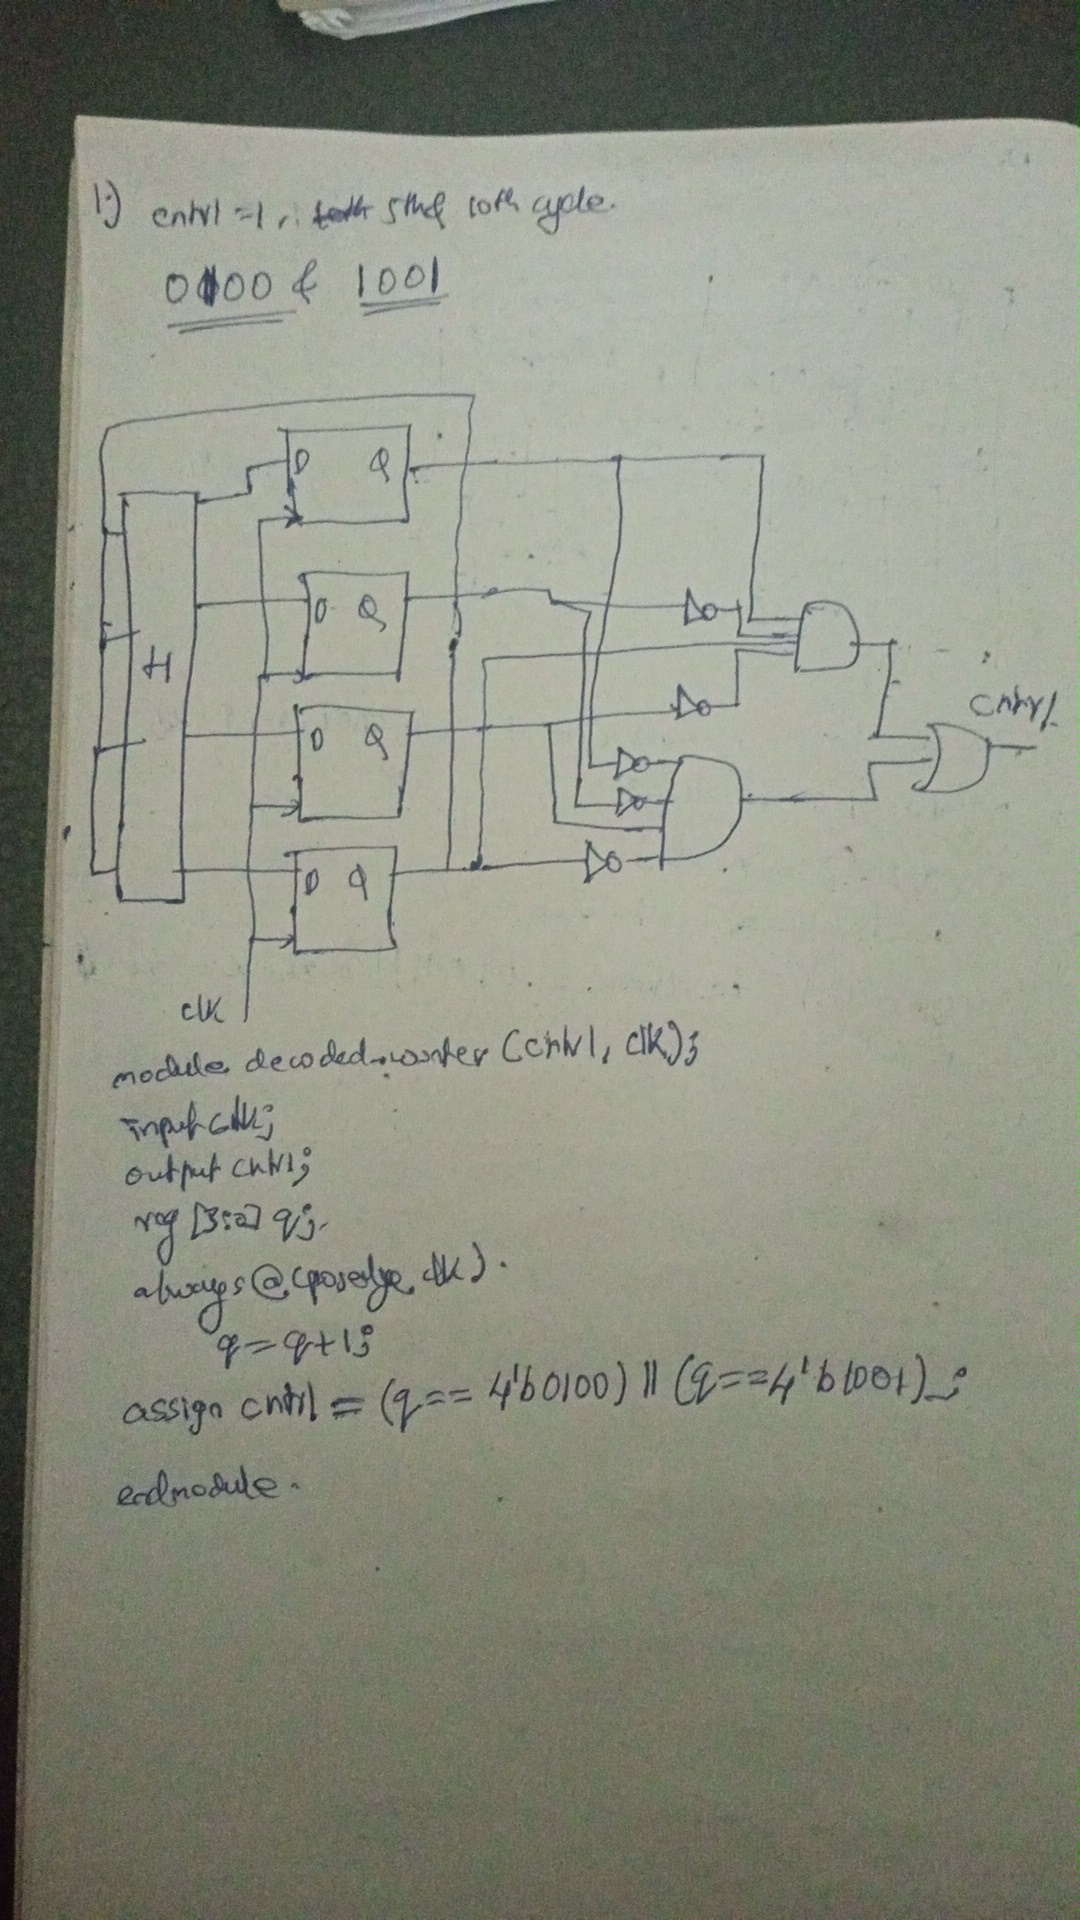 1.) cntrl =1, 5th & 10th cycle.
0100 & 1001
D Q
D Q
+1
D Q
cntrl
D Q
clk
module decoded-counter (cntrl, clk);
input clk;
output cntrl;
reg [3:0] q;
always @ (posedge clk).
q = q+1;
assign cntrl = (q== 4'b0100) || (q==4'b1001);
endmodule.